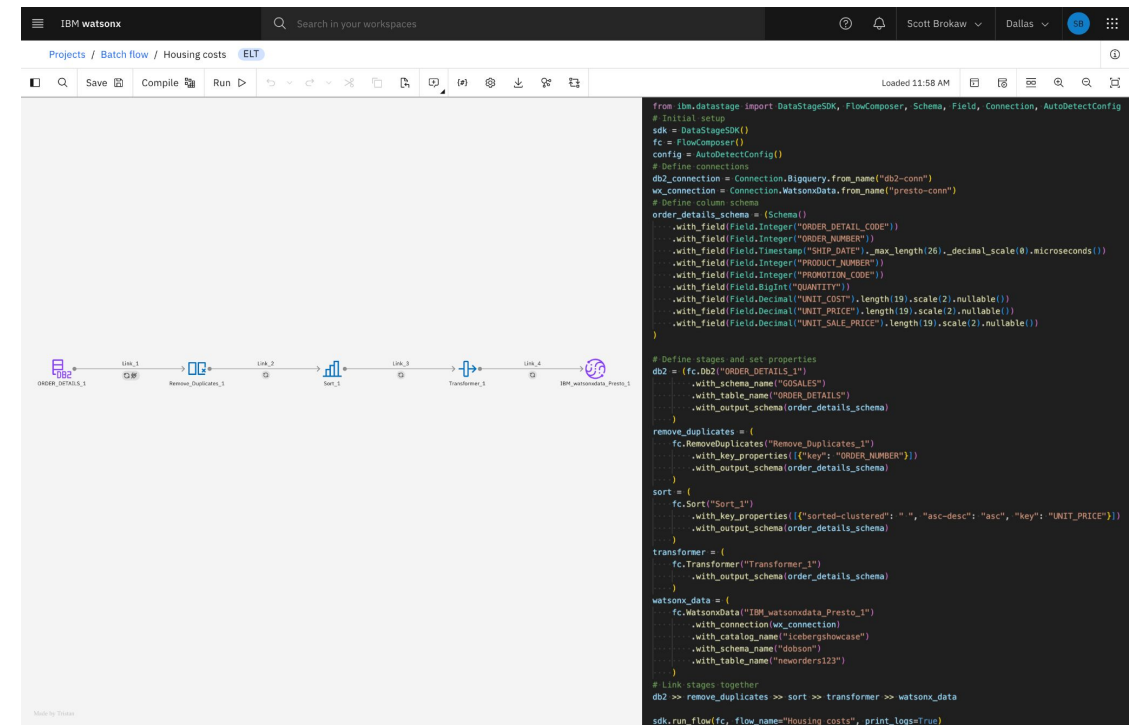 IBM watsonx
Search in your workspaces
Scott Brokaw
Dallas
SB
Projects / Batch flow / Housing costs ELT
Save
Compile
Run
Loaded 11:58 AM
DB2
ORDER_DETAILS_1
Link_1
Remove_Duplicates_1
Link_2
Sort_1
Link_3
Transformer_1
Link_4
IBM_watsonxdata_Presto_1
from ibm.datastage import DataStageSDK, FlowComposer, Schema, Field, Connection, AutoDetectConfig
# Initial setup
sdk = DataStageSDK()
fc = FlowComposer()
config = AutoDetectConfig()
# Define connections
db2_connection = Connection.Bigquery.from_name("db2-conn")
wx_connection = Connection.WatsonxData.from_name("presto-conn")
# Define column schema
order_details_schema = (Schema()
.with_field(Field.Integer("ORDER_DETAIL_CODE"))
.with_field(Field.Integer("ORDER_NUMBER"))
.with_field(Field.Timestamp("SHIP_DATE")._max_length(26)._decimal_scale(0).microseconds())
.with_field(Field.Integer("PRODUCT_NUMBER"))
.with_field(Field.Integer("PROMOTION_CODE"))
.with_field(Field.BigInt("QUANTITY"))
.with_field(Field.Decimal("UNIT_COST").length(19).scale(2).nullable())
.with_field(Field.Decimal("UNIT_PRICE").length(19).scale(2).nullable())
.with_field(Field.Decimal("UNIT_SALE_PRICE").length(19).scale(2).nullable())
)
# Define stages and set properties
db2 = (fc.Db2("ORDER_DETAILS_1")
.with_schema_name("GOSALES")
.with_table_name("ORDER_DETAILS")
.with_output_schema(order_details_schema)
)
remove_duplicates = (
fc.RemoveDuplicates("Remove_Duplicates_1")
.with_key_properties([{"key": "ORDER_NUMBER"}])
.with_output_schema(order_details_schema)
)
sort = (
fc.Sort("Sort_1")
.with_key_properties([{"sorted-clustered": " ", "asc-desc": "asc", "key": "UNIT_PRICE"}])
.with_output_schema(order_details_schema)
)
transformer = (
fc.Transformer("Transformer_1")
.with_output_schema(order_details_schema)
)
watsonx_data = (
fc.WatsonxData("IBM_watsonxdata_Presto_1")
.with_connection(wx_connection)
.with_catalog_name("icebergshowcase")
.with_schema_name("dobson")
.with_table_name("neworders123")
)
# Link stages together
db2 >> remove_duplicates >> sort >> transformer >> watsonx_data
sdk.run_flow(fc, flow_name="Housing costs", print_logs=True)